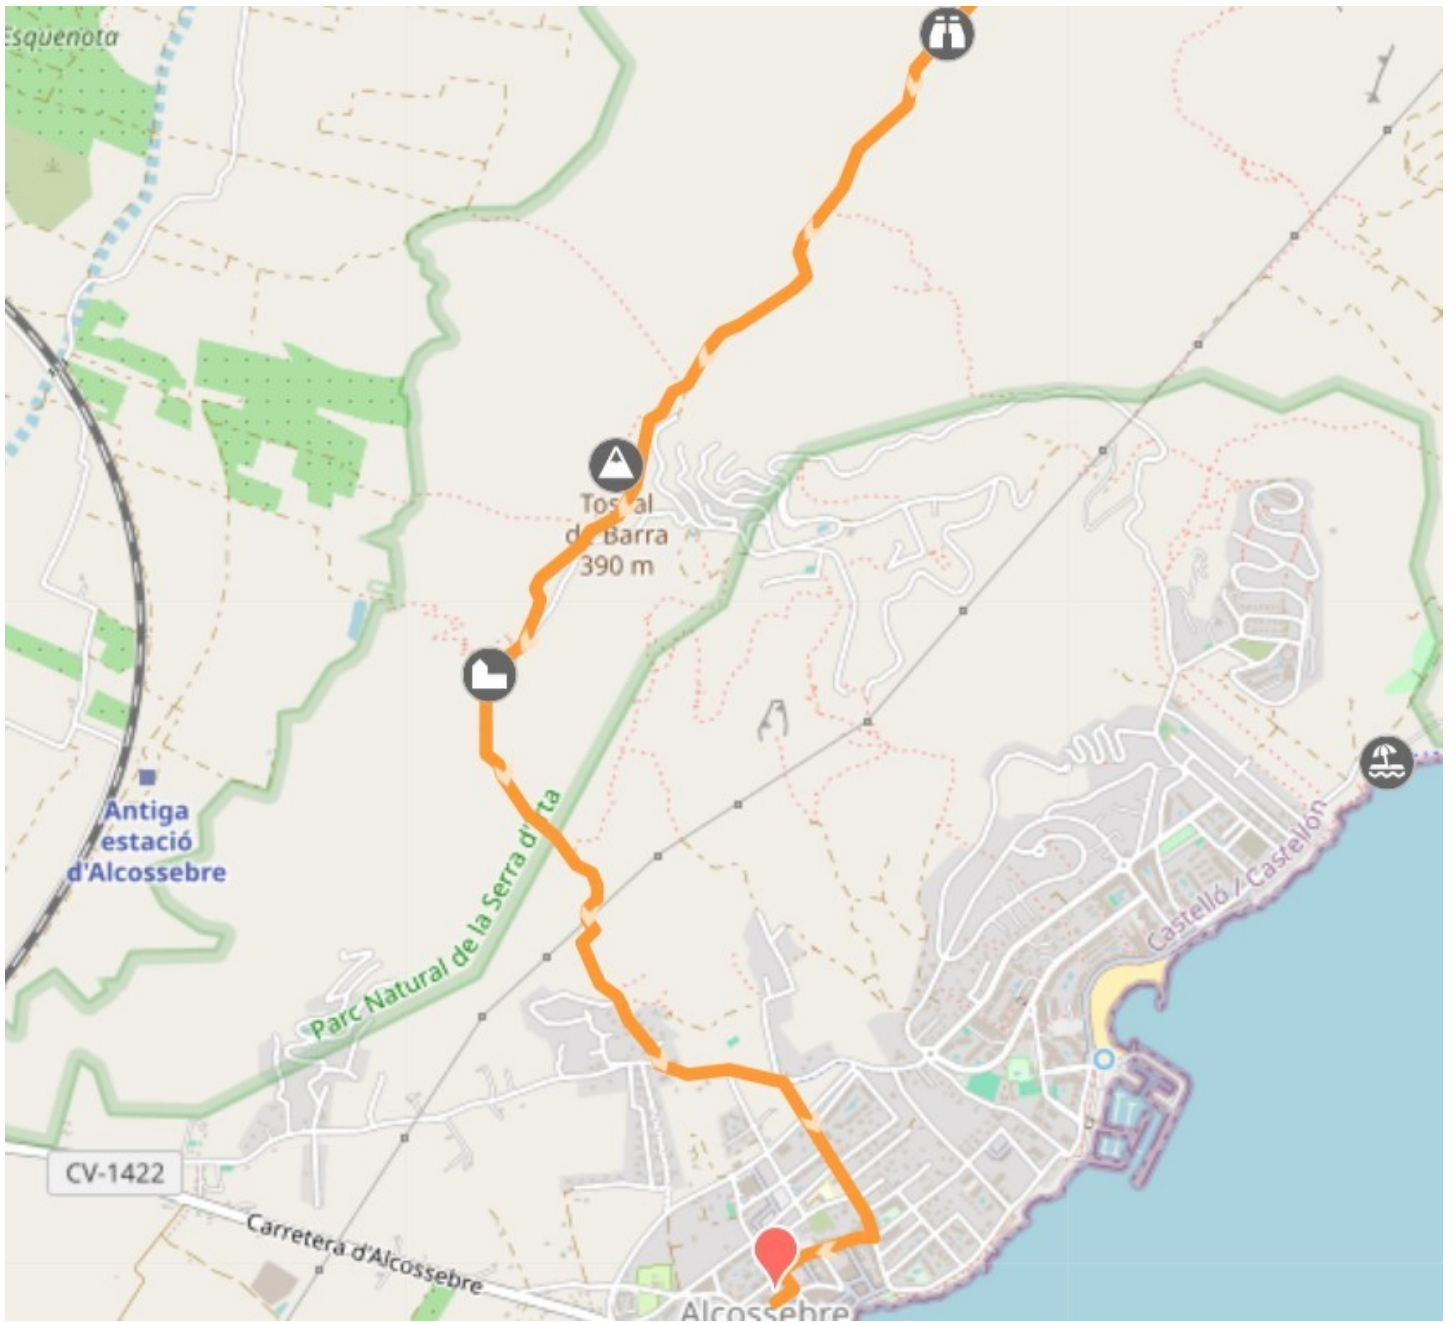 Esquenota
Tossal
de Barra
390 m
Antiga
estació
d'Alcossebre
Parc Natural de la Serra d'Irta
Castelló / Castellón
CV-1422
Carretera d'Alcossebre
Alcossebre